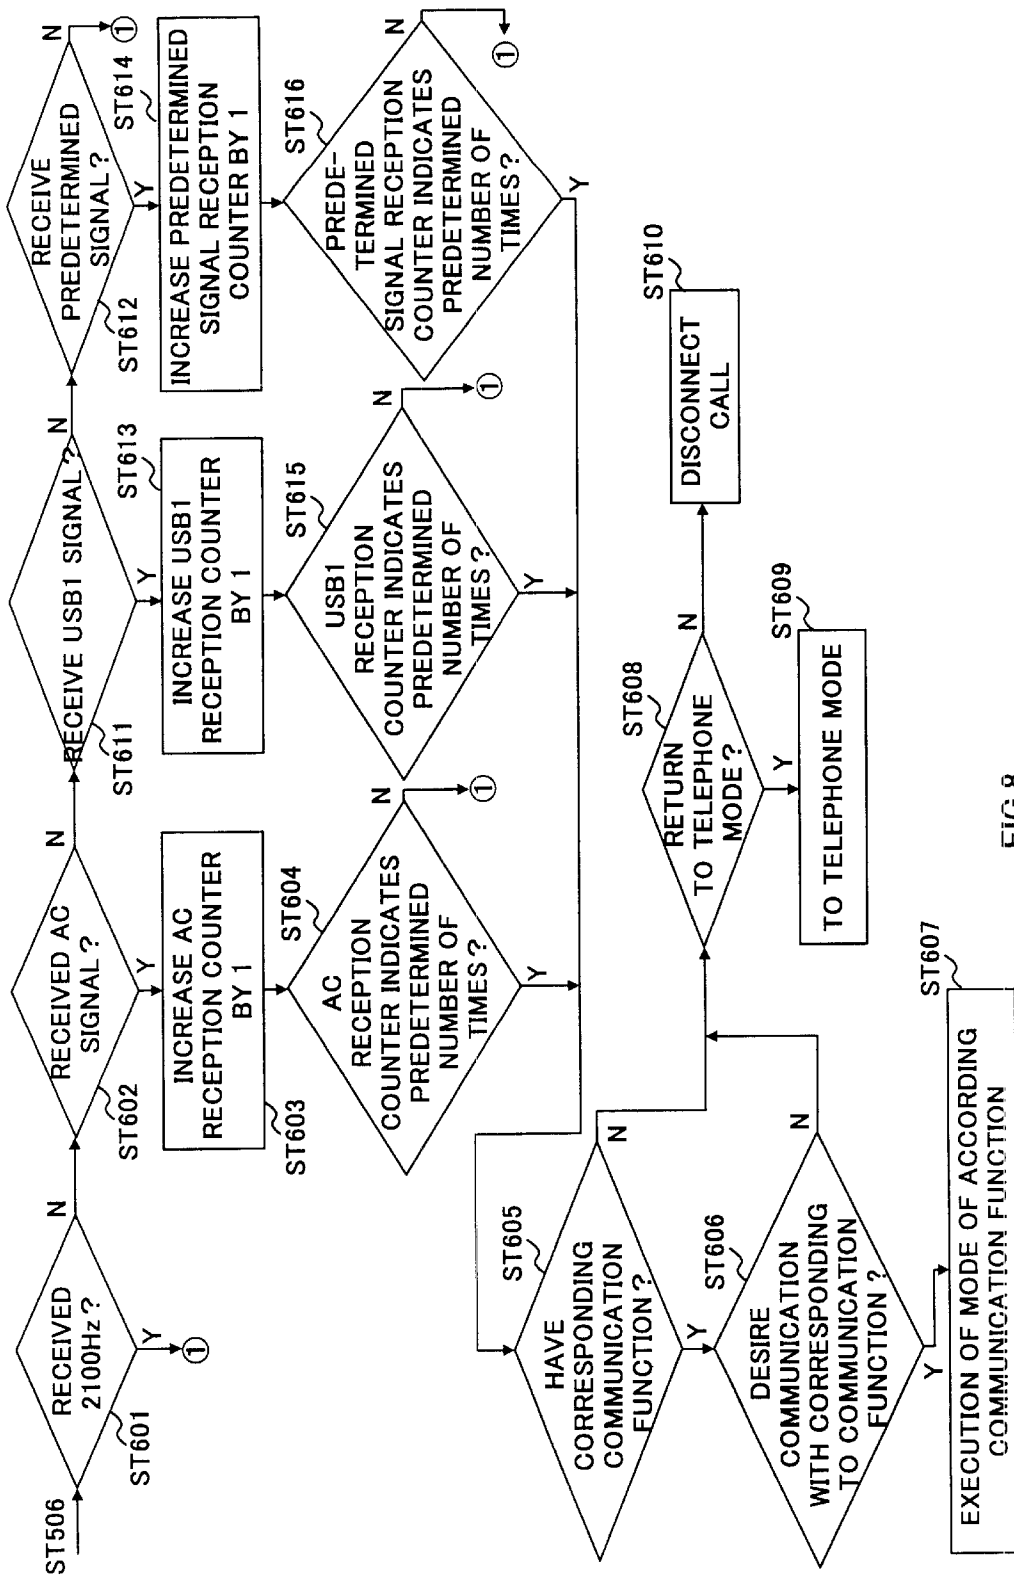 ST506
RECEIVED
2100Hz?
ST601
N
Y
①
RECEIVED AC
SIGNAL?
ST602
N
Y
INCREASE AC
RECEPTION COUNTER
BY 1
ST603
AC
RECEPTION
COUNTER INDICATES
PREDETERMINED
NUMBER OF
TIMES?
ST604
N
①
Y
RECEIVE USB1 SIGNAL?
ST611
N
Y
INCREASE USB1
RECEPTION COUNTER
BY 1
ST613
USB1
RECEPTION
COUNTER INDICATES
PREDETERMINED
NUMBER OF
TIMES?
ST615
N
①
Y
RECEIVE
PREDETERMINED
SIGNAL?
ST612
N
①
Y
INCREASE PREDETERMINED
SIGNAL RECEPTION
COUNTER BY 1
ST614
PREDE-
TERMINED
SIGNAL RECEPTION
COUNTER INDICATES
PREDETERMINED
NUMBER OF
TIMES?
ST616
N
①
Y
HAVE
CORRESPONDING
COMMUNICATION
FUNCTION?
ST605
N
Y
DESIRE
COMMUNICATION
WITH CORRESPONDING
TO COMMUNICATION
FUNCTION?
ST606
N
Y
EXECUTION OF MODE OF ACCORDING
COMMUNICATION FUNCTION
ST607
RETURN
TO TELEPHONE
MODE?
ST608
N
Y
TO TELEPHONE MODE
ST609
DISCONNECT
CALL
ST610
FIG.8